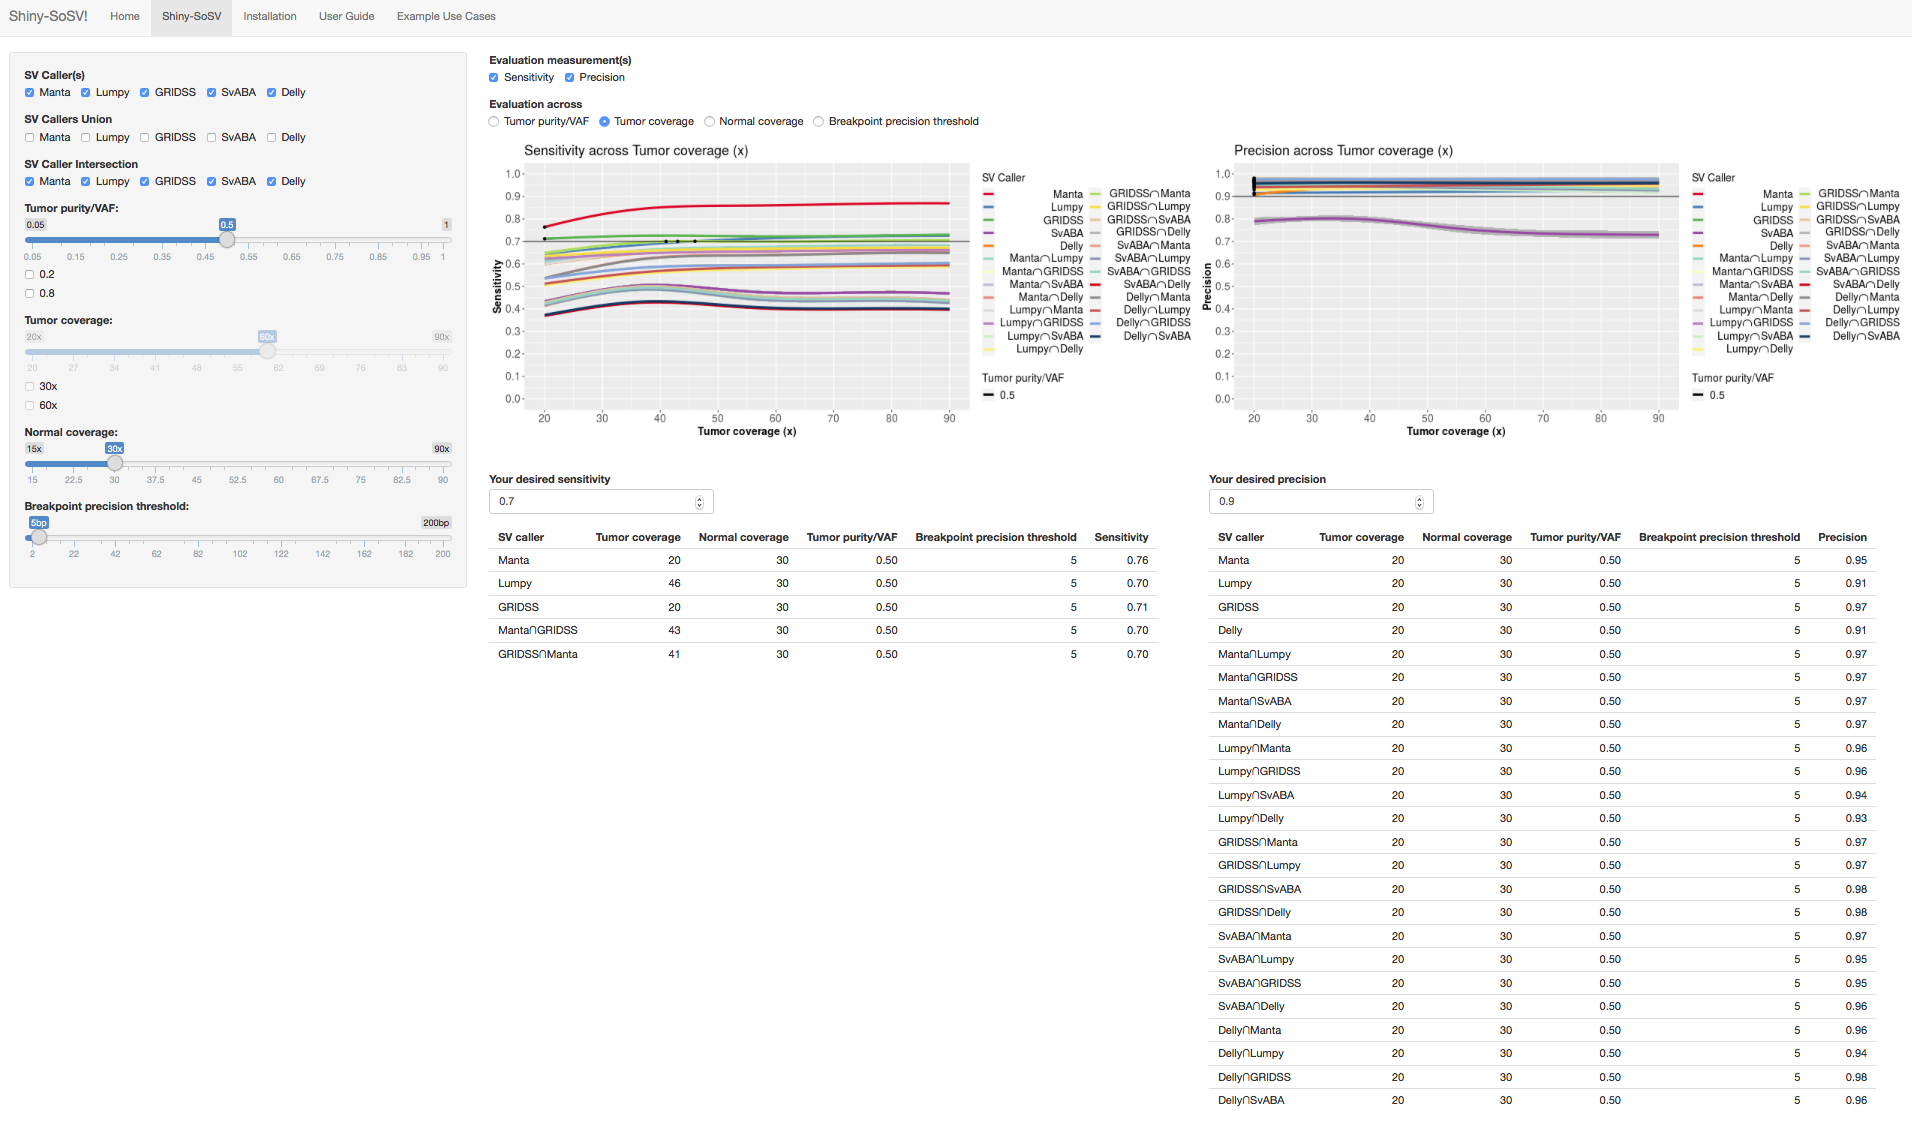 Shiny-SoSV! Home Shiny-SoSV Installation User Guide Example Use Cases
SV Caller(s)
Manta Lumpy GRIDSS SvABA Delly
SV Callers Union
Manta Lumpy GRIDSS SvABA Delly
SV Caller Intersection
Manta Lumpy GRIDSS SvABA Delly
Tumor purity/VAF:
0.05 0.5 1
0.05 0.15 0.25 0.35 0.45 0.55 0.65 0.75 0.85 0.95 1
0.2
0.8
Tumor coverage:
20x 60x 90x
20 27 34 41 48 55 62 69 76 83 90
30x
60x
Normal coverage:
15x 30x 90x
15 22.5 30 37.5 45 52.5 60 67.5 75 82.5 90
Breakpoint precision threshold:
5bp 200bp
2 22 42 62 82 102 122 142 162 182 200
Evaluation measurement(s)
Sensitivity Precision
Evaluation across
Tumor purity/VAF Tumor coverage Normal coverage Breakpoint precision threshold
Sensitivity across Tumor coverage (x)
1.0
0.9
0.8
0.7
0.6
0.5
0.4
0.3
0.2
0.1
0.0
Sensitivity
20 30 40 50 60 70 80 90
Tumor coverage (x)
SV Caller
Manta GRIDSS∩Manta
Lumpy GRIDSS∩Lumpy
GRIDSS GRIDSS∩SvABA
SvABA GRIDSS∩Delly
Delly SvABA∩Manta
Manta∩Lumpy SvABA∩Lumpy
Manta∩GRIDSS SvABA∩GRIDSS
Manta∩SvABA SvABA∩Delly
Manta∩Delly Delly∩Manta
Lumpy∩Manta Delly∩Lumpy
Lumpy∩GRIDSS Delly∩GRIDSS
Lumpy∩SvABA Delly∩SvABA
Lumpy∩Delly
Tumor purity/VAF
0.5
Precision across Tumor coverage (x)
1.0
0.9
0.8
0.7
0.6
0.5
0.4
0.3
0.2
0.1
0.0
Precision
20 30 40 50 60 70 80 90
Tumor coverage (x)
SV Caller
Manta GRIDSS∩Manta
Lumpy GRIDSS∩Lumpy
GRIDSS GRIDSS∩SvABA
SvABA GRIDSS∩Delly
Delly SvABA∩Manta
Manta∩Lumpy SvABA∩Lumpy
Manta∩GRIDSS SvABA∩GRIDSS
Manta∩SvABA SvABA∩Delly
Manta∩Delly Delly∩Manta
Lumpy∩Manta Delly∩Lumpy
Lumpy∩GRIDSS Delly∩GRIDSS
Lumpy∩SvABA Delly∩SvABA
Lumpy∩Delly
Tumor purity/VAF
0.5
Your desired sensitivity
0.7
SV caller Tumor coverage Normal coverage Tumor purity/VAF Breakpoint precision threshold Sensitivity
Manta 20 30 0.50 5 0.76
Lumpy 46 30 0.50 5 0.70
GRIDSS 20 30 0.50 5 0.71
Manta∩GRIDSS 43 30 0.50 5 0.70
GRIDSS∩Manta 41 30 0.50 5 0.70
Your desired precision
0.9
SV caller Tumor coverage Normal coverage Tumor purity/VAF Breakpoint precision threshold Precision
Manta 20 30 0.50 5 0.95
Lumpy 20 30 0.50 5 0.91
GRIDSS 20 30 0.50 5 0.97
Delly 20 30 0.50 5 0.91
Manta∩Lumpy 20 30 0.50 5 0.97
Manta∩GRIDSS 20 30 0.50 5 0.97
Manta∩SvABA 20 30 0.50 5 0.97
Manta∩Delly 20 30 0.50 5 0.97
Lumpy∩Manta 20 30 0.50 5 0.96
Lumpy∩GRIDSS 20 30 0.50 5 0.96
Lumpy∩SvABA 20 30 0.50 5 0.94
Lumpy∩Delly 20 30 0.50 5 0.93
GRIDSS∩Manta 20 30 0.50 5 0.97
GRIDSS∩Lumpy 20 30 0.50 5 0.97
GRIDSS∩SvABA 20 30 0.50 5 0.98
GRIDSS∩Delly 20 30 0.50 5 0.98
SvABA∩Manta 20 30 0.50 5 0.97
SvABA∩Lumpy 20 30 0.50 5 0.95
SvABA∩GRIDSS 20 30 0.50 5 0.95
SvABA∩Delly 20 30 0.50 5 0.96
Delly∩Manta 20 30 0.50 5 0.96
Delly∩Lumpy 20 30 0.50 5 0.94
Delly∩GRIDSS 20 30 0.50 5 0.98
Delly∩SvABA 20 30 0.50 5 0.96